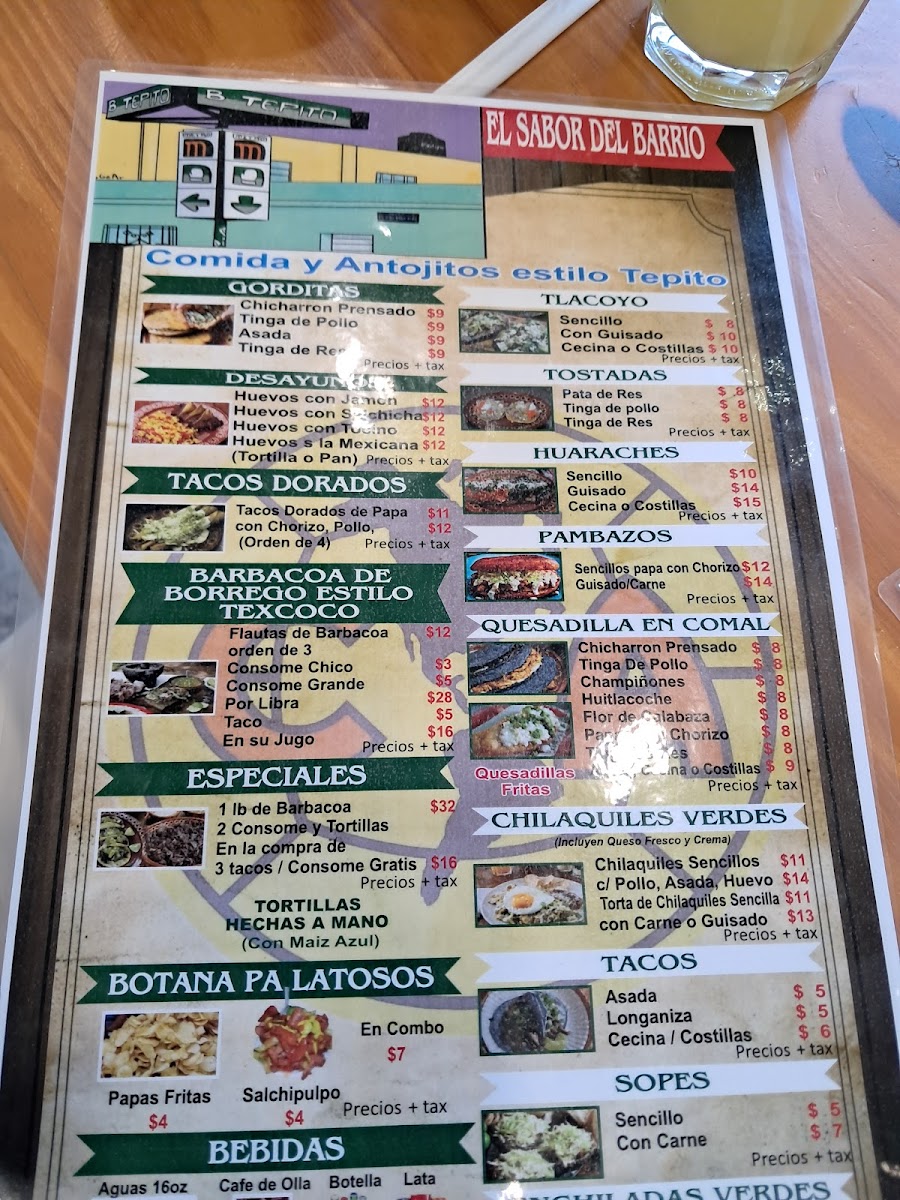 B-TEPITO B-TEPITO
EL SABOR DEL BARRIO
Comida y Antojitos estilo Tepito
GORDITAS
Chicharron Prensado $9
Tinga de Pollo $9
Asada $9
Tinga de Res $9
Precios + tax
DESAYUNOS
Huevos con Jamon $12
Huevos con Salchicha $12
Huevos con Tocino $12
Huevos s la Mexicana $12
(Tortilla o Pan) Precios + tax
TACOS DORADOS
Tacos Dorados de Papa $11
con Chorizo, Pollo, $12
(Orden de 4) Precios + tax
BARBACOA DE
BORREGO ESTILO
TEXCOCO
Flautas de Barbacoa $12
orden de 3
Consome Chico $3
Consome Grande $5
Por Libra $28
Taco $5
En su Jugo $16
Precios + tax
ESPECIALES
1 lb de Barbacoa $32
2 Consome y Tortillas
En la compra de
3 tacos / Consome Gratis $16
Precios + tax
TORTILLAS
HECHAS A MANO
(Con Maiz Azul)
BOTANA PA LATOSOS
En Combo
$7
Papas Fritas
$4
Salchipulpo
$4
Precios + tax
BEBIDAS
Aguas 16oz Cafe de Olla Botella Lata
TLACOYO
Sencillo $ 8
Con Guisado $ 10
Cecina o Costillas $ 10
Precios + tax
TOSTADAS
Pata de Res $ 8
Tinga de pollo $ 8
Tinga de Res $ 8
Precios + tax
HUARACHES
Sencillo $10
Guisado $14
Cecina o Costillas $15
Precios + tax
PAMBAZOS
Sencillos papa con Chorizo $12
Guisado/Carne $14
Precios + tax
QUESADILLA EN COMAL
Chicharron Prensado $ 8
Tinga De Pollo $ 8
Champiñones $ 8
Huitlacoche $ 8
Flor de Calabaza $ 8
Chorizo $ 8
$ 8
Cecina o Costillas $ 9
Quesadillas
Fritas
Precios + tax
CHILAQUILES VERDES
(Incluyen Queso Fresco y Crema)
Chilaquiles Sencillos $11
c/ Pollo, Asada, Huevo $14
Torta de Chilaquiles Sencilla $11
con Carne o Guisado $13
Precios + tax
TACOS
Asada $ 5
Longaniza $ 5
Cecina / Costillas $ 6
Precios + tax
SOPES
Sencillo $ 5
Con Carne $ 7
Precios + tax
ENCHILADAS VERDES